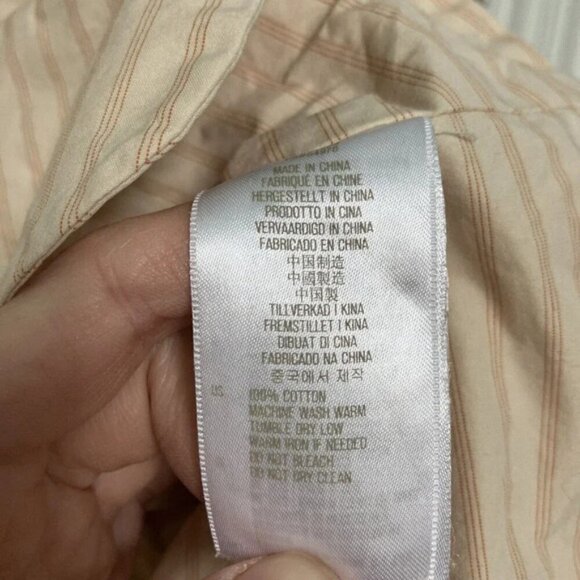 MADE IN CHINA
FABRIQUÉ EN CHINE
HERGESTELLT IN CHINA
PRODOTTO IN CINA
VERVAARDIGD IN CHINA
FABRICADO EN CHINA
中国制造
中國製造
中国製
TILLVERKAD I KINA
FREMSTILLET I KINA
DIBUAT DI CINA
FABRICADO NA CHINA
중국에서 제작
US 100% COTTON
MACHINE WASH WARM
TUMBLE DRY LOW
WARM IRON IF NEEDED
DO NOT BLEACH
DO NOT DRY CLEAN